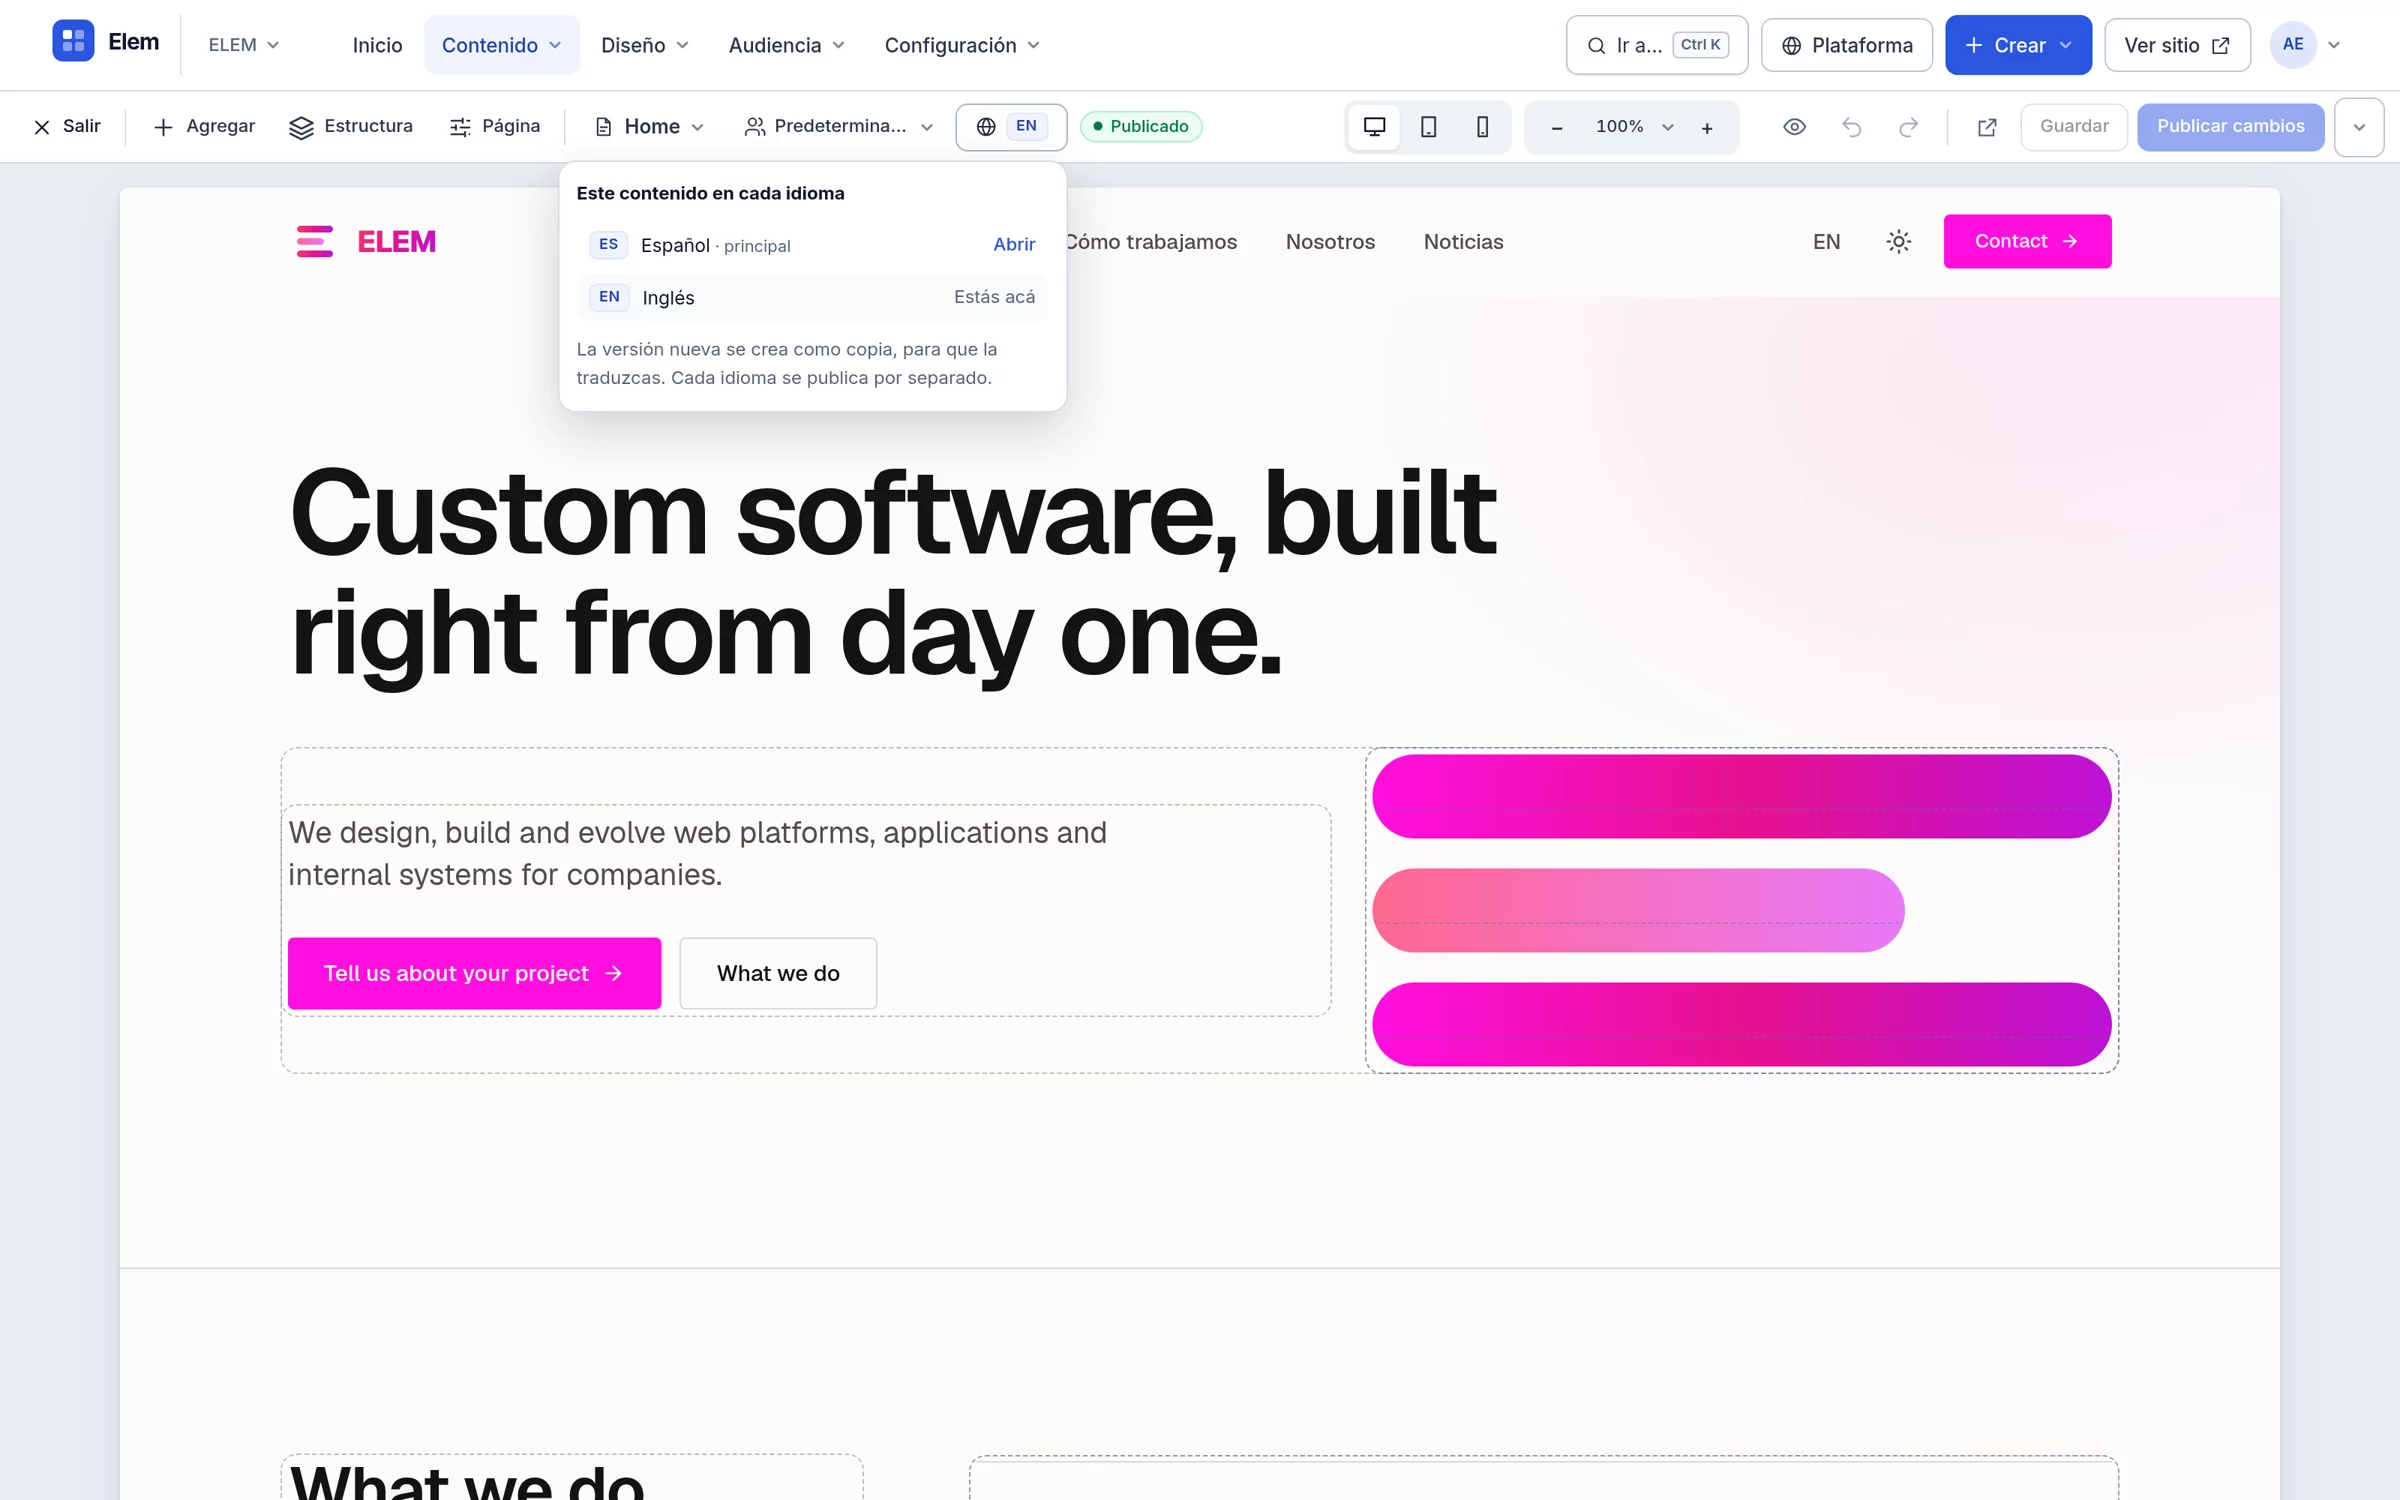 Elem
ELEM
Inicio
Contenido
Diseño
Audiencia
Configuración
Ir a...
Ctrl K
Plataforma
Crear
Ver sitio
AE
Salir
Agregar
Estructura
Página
Home
Predetermina...
EN
Publicado
100%
Guardar
Publicar cambios
Este contenido en cada idioma
ES Español · principal Abrir
EN Inglés Estás acá
La versión nueva se crea como copia, para que la
traduzcas. Cada idioma se publica por separado.
ELEM
Cómo trabajamos
Nosotros
Noticias
EN
Contact
Custom software, built
right from day one.
We design, build and evolve web platforms, applications and
internal systems for companies.
Tell us about your project
What we do
What we do